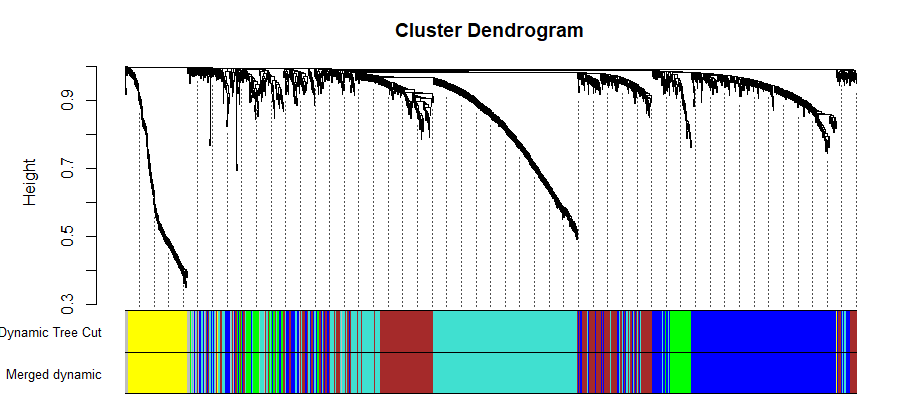 Cluster Dendrogram
Height
0.9
0.7
0.5
0.3
Dynamic Tree Cut
Merged dynamic